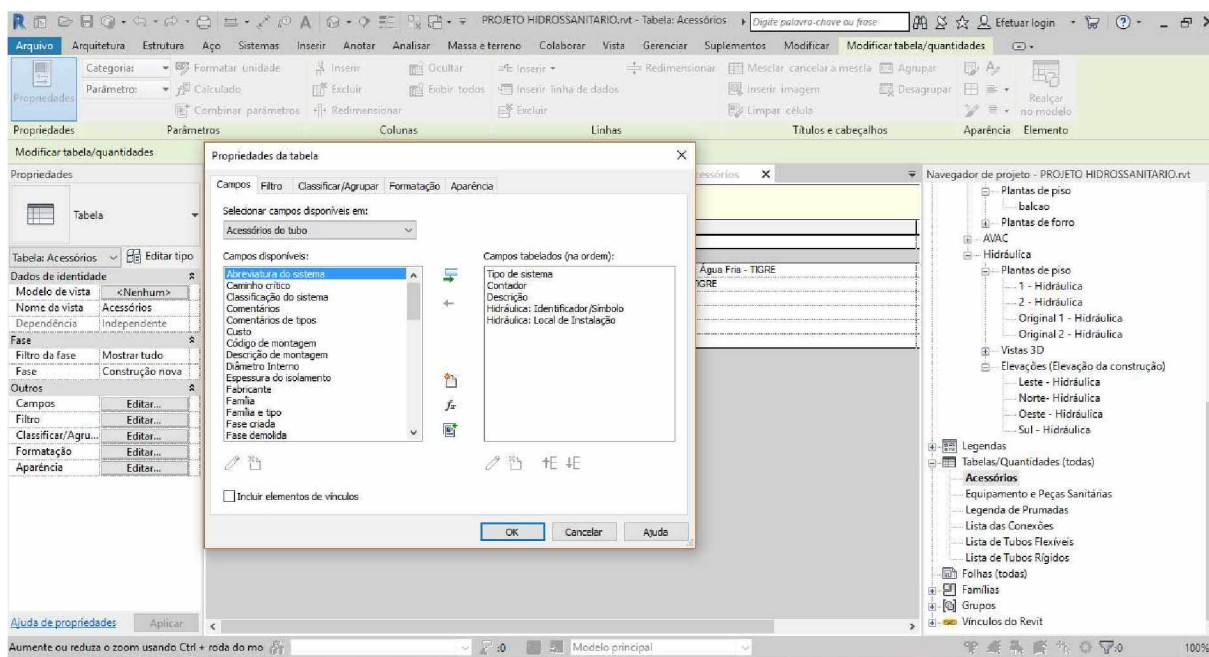 PROJETO HIDROSSANITARIO.rvt - Tabela: Acessórios
Digite palavra-chave ou frase
Efetuar login
Arquivo Arquitetura Estrutura Aço Sistemas Inserir Anotar Analisar Massa e terreno Colaborar Vista Gerenciar Suplementos Modificar Modificar tabela/quantidades
Categoria: Formatar unidade Inserir Ocultar Inserir Redimensionar Mesclar cancelar a mescla Agrupar
Parâmetro: Calculado Excluir Exibir todos Inserir linha de dados Inserir imagem Desagrupar
Propriedades
Combinar parâmetros Redimensionar Excluir Limpar célula
Realçar no modelo
Propriedades Parâmetros Colunas Linhas Títulos e cabeçalhos Aparência Elemento
Modificar tabela/quantidades
Propriedades
Tabela
Tabela: Acessórios Editar tipo
Dados de identidade
Modelo de vista <Nenhum>
Nome da vista Acessórios
Dependência Independente
Fase
Filtro da fase Mostrar tudo
Fase Construção nova
Outros
Campos Editar...
Filtro Editar...
Classificar/Agru... Editar...
Formatação Editar...
Aparência Editar...
Ajuda de propriedades Aplicar
Propriedades da tabela
Campos Filtro Classificar/Agrupar Formatação Aparência
Selecionar campos disponíveis em:
Acessórios do tubo
Campos disponíveis:
Abreviatura do sistema
Caminho crítico
Classificação do sistema
Comentários
Comentários de tipos
Custo
Código de montagem
Descrição de montagem
Diâmetro Interno
Espessura do isolamento
Fabricante
Família
Família e tipo
Fase criada
Fase demolida
Campos tabelados (na ordem):
Tipo de sistema
Contador
Descrição
Hidráulica: Identificador/Símbolo
Hidráulica: Local de Instalação
Incluir elementos de vínculos
OK Cancelar Ajuda
essórios
Água Fria - TIGRE
IGRE
Navegador de projeto - PROJETO HIDROSSANITARIO.rvt
Plantas de piso
balcao
Plantas de forro
AVAC
Hidráulica
Plantas de piso
1 - Hidráulica
2 - Hidráulica
Original 1 - Hidráulica
Original 2 - Hidráulica
Vistas 3D
Elevações (Elevação da construção)
Leste - Hidráulica
Norte- Hidráulica
Oeste - Hidráulica
Sul - Hidráulica
Legendas
Tabelas/Quantidades (todas)
Acessórios
Equipamento e Peças Sanitárias
Legenda de Prumadas
Lista das Conexões
Lista de Tubos Flexíveis
Lista de Tubos Rígidos
Folhas (todas)
Famílias
Grupos
Vínculos do Revit
Aumente ou reduza o zoom usando Ctrl + roda do mo :0 Modelo principal :0 100%